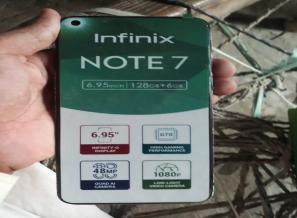 Infinix
NOTE 7
6.95inch | 128GB+6GB
6.95"
INFINITY-O
DISPLAY
G70
HIGH GAMING
PERFORMANCE
48MP
QUAD AI
CAMERA
1080P
LOW-LIGHT
VIDEO CAMERA